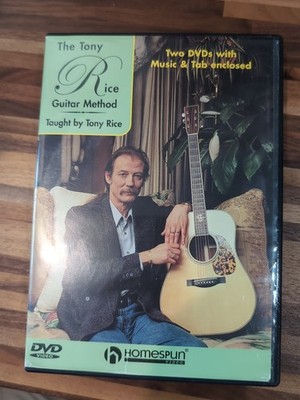 The Tony
Rice
Guitar Method
Taught by Tony Rice
Two DVDs with
Music & Tab enclosed
DVD
VIDEO
h HOMESPUN
VIDEO